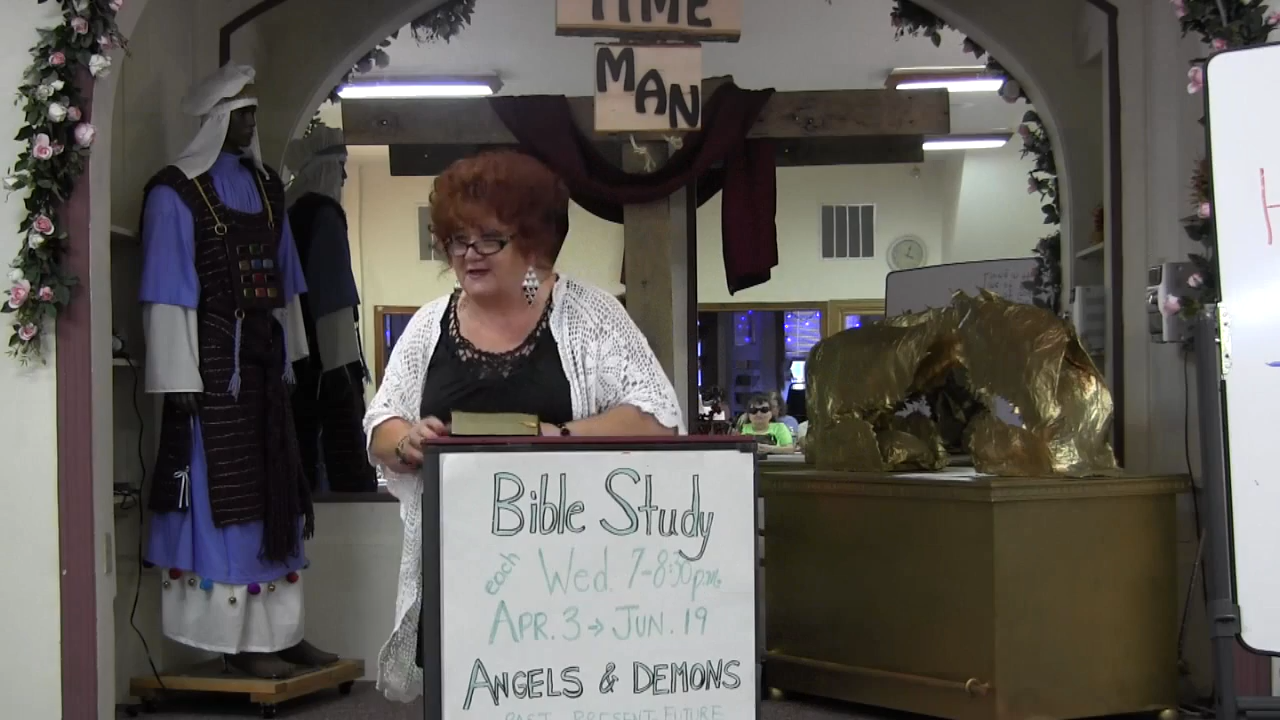 TIME
MAN
Bible Study
each Wed. 7-8:30pm.
APR. 3 → JUN. 19
ANGELS & DEMONS
PAST PRESENT FUTURE
H